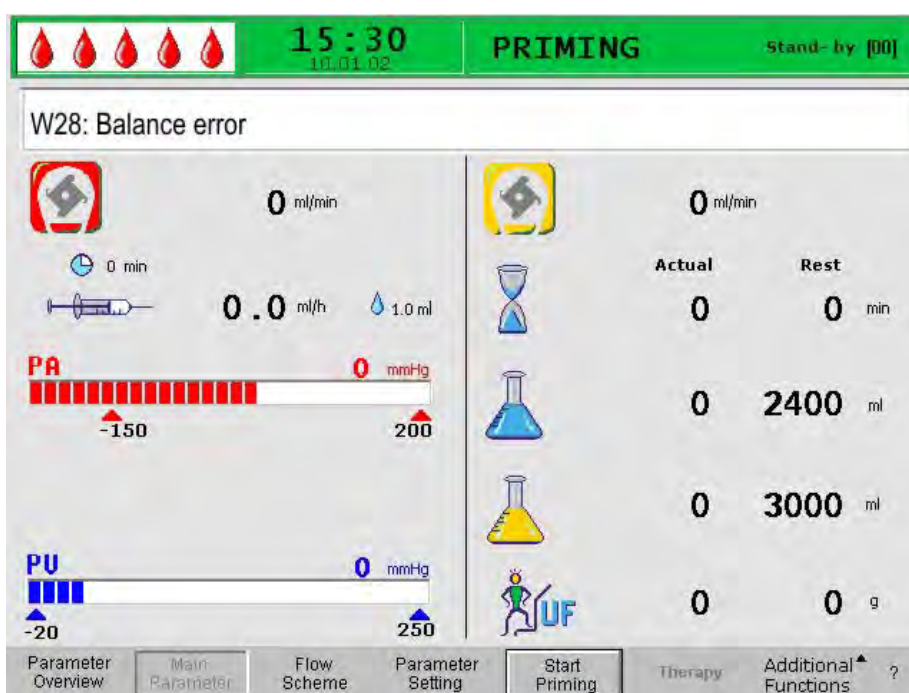 15:30
10.01.02
PRIMING
Stand-by [00]
W28: Balance error
0 ml/min
0 ml/min
0 min
0.0 ml/h
1.0 ml
Actual Rest
0 0 min
PA 0 mmHg
-150 200
0 2400 ml
0 3000 ml
PV 0 mmHg
-20 250
UF 0 0 g
Parameter Overview
Main Parameter
Flow Scheme
Parameter Setting
Start Priming
Therapy
Additional Functions
?